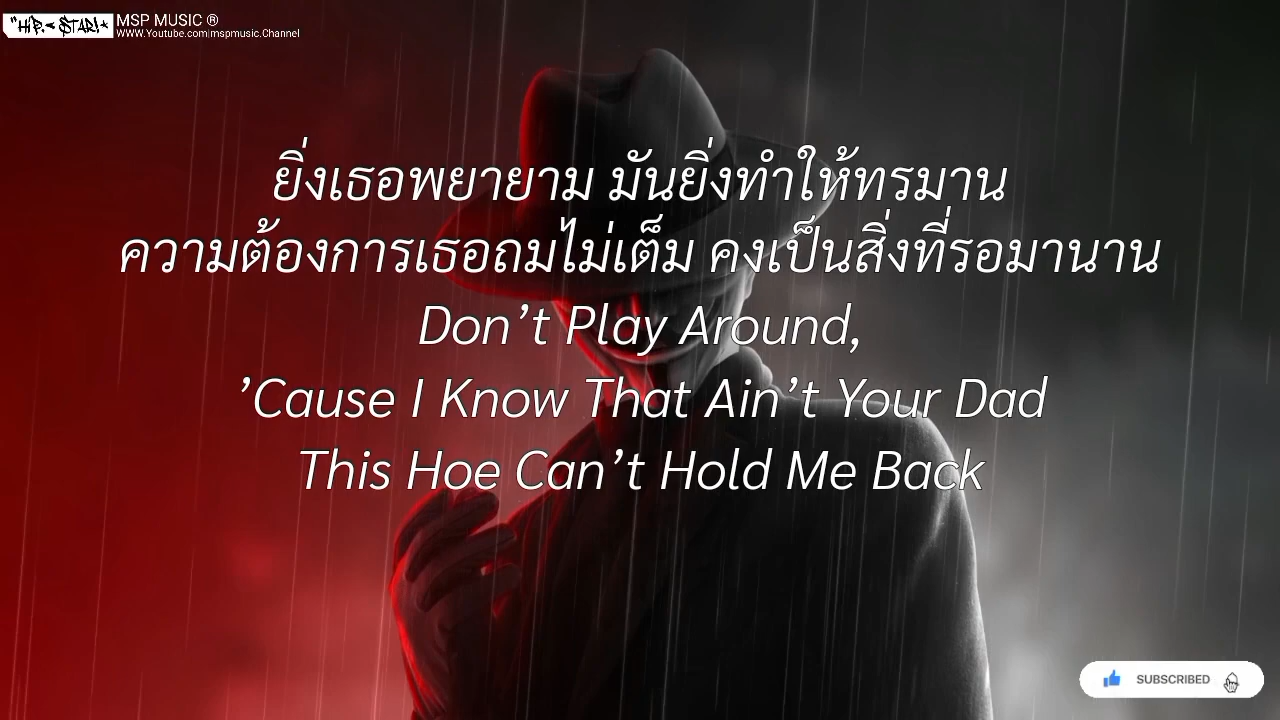 "HIP. < STAR! *
MSP MUSIC ®
WWW.Youtube.com|mspmusic.Channel
ยิ่งเธอพยายาม มันยิ่งทำให้ทรมาน
ความต้องการเธอถมไม่เต็ม คงเป็นสิ่งที่รอมานาน
Don’t Play Around,
’Cause I Know That Ain’t Your Dad
This Hoe Can’t Hold Me Back
SUBSCRIBED